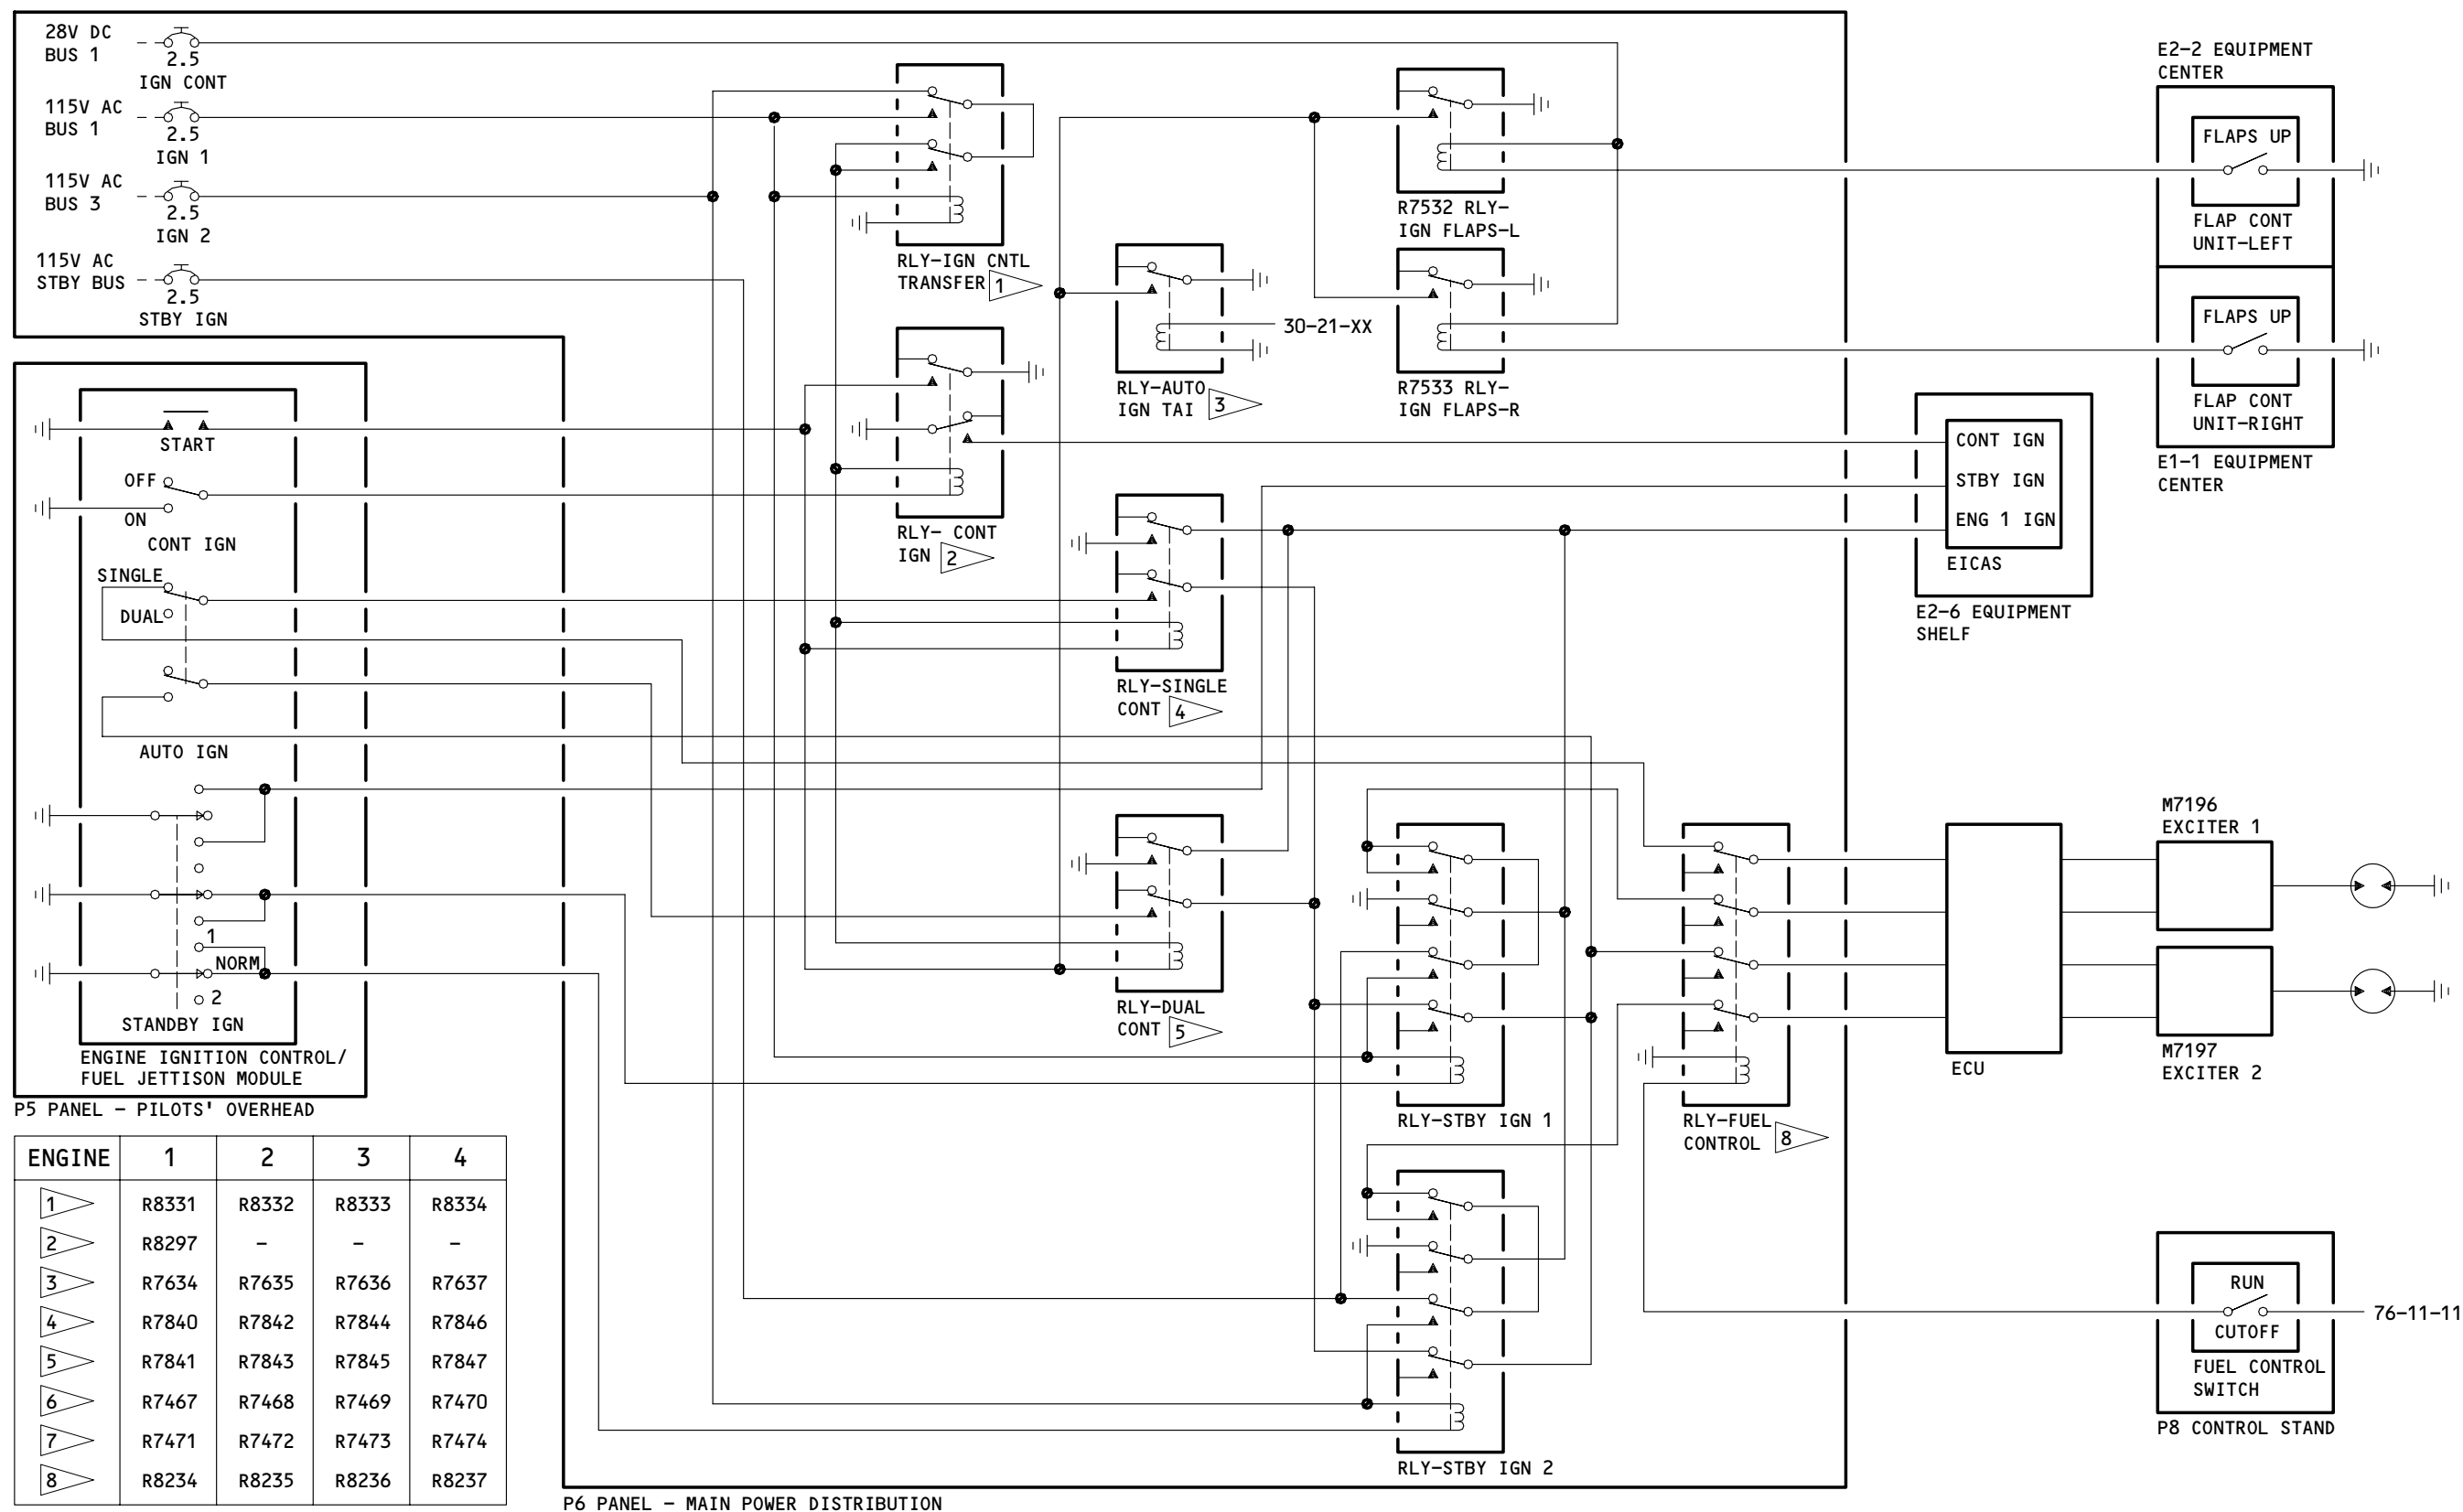 28V DC
BUS 1
2.5
IGN CONT
115V AC
BUS 1
2.5
IGN 1
115V AC
BUS 3
2.5
IGN 2
115V AC
STBY BUS
2.5
STBY IGN
RLY-IGN CNTL
TRANSFER 1
RLY- CONT
IGN 2
RLY-AUTO
IGN TAI 3
30-21-XX
R7532 RLY-
IGN FLAPS-L
R7533 RLY-
IGN FLAPS-R
E2-2 EQUIPMENT
CENTER
FLAPS UP
FLAP CONT
UNIT-LEFT
FLAPS UP
FLAP CONT
UNIT-RIGHT
E1-1 EQUIPMENT
CENTER
CONT IGN
STBY IGN
ENG 1 IGN
EICAS
E2-6 EQUIPMENT
SHELF
START
OFF
ON
CONT IGN
SINGLE
DUAL
AUTO IGN
1
NORM
2
STANDBY IGN
ENGINE IGNITION CONTROL/
FUEL JETTISON MODULE
P5 PANEL - PILOTS' OVERHEAD
RLY-SINGLE
CONT 4
RLY-DUAL
CONT 5
RLY-STBY IGN 1
RLY-STBY IGN 2
RLY-FUEL
CONTROL 8
ECU
M7196
EXCITER 1
M7197
EXCITER 2
RUN
CUTOFF
76-11-11
FUEL CONTROL
SWITCH
P8 CONTROL STAND
ENGINE 1 2 3 4
1 R8331 R8332 R8333 R8334
2 R8297 - - -
3 R7634 R7635 R7636 R7637
4 R7840 R7842 R7844 R7846
5 R7841 R7843 R7845 R7847
6 R7467 R7468 R7469 R7470
7 R7471 R7472 R7473 R7474
8 R8234 R8235 R8236 R8237
P6 PANEL - MAIN POWER DISTRIBUTION